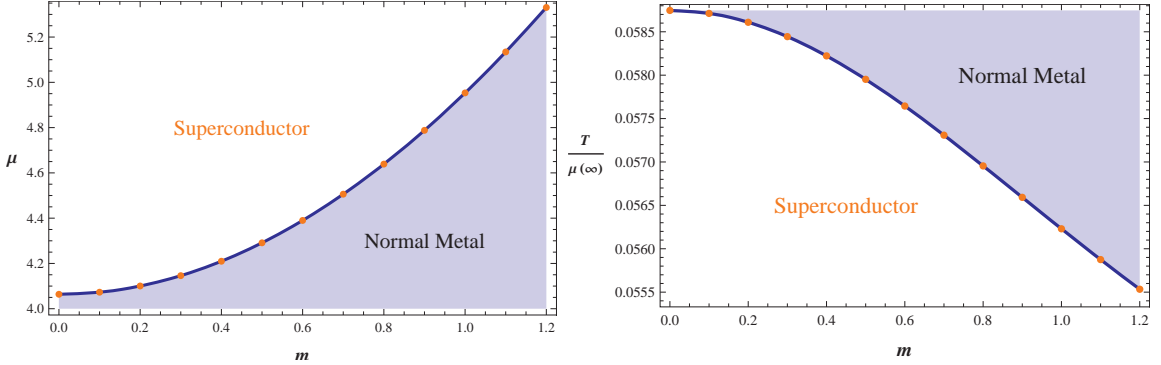 5.2
5.0
4.8
4.6
4.4
4.2
4.0
μ
Superconductor
Normal Metal
0.0 0.2 0.4 0.6 0.8 1.0 1.2
m
0.0585
0.0580
0.0575
0.0570
0.0565
0.0560
0.0555
T
μ (∞)
Normal Metal
Superconductor
0.0 0.2 0.4 0.6 0.8 1.0 1.2
m